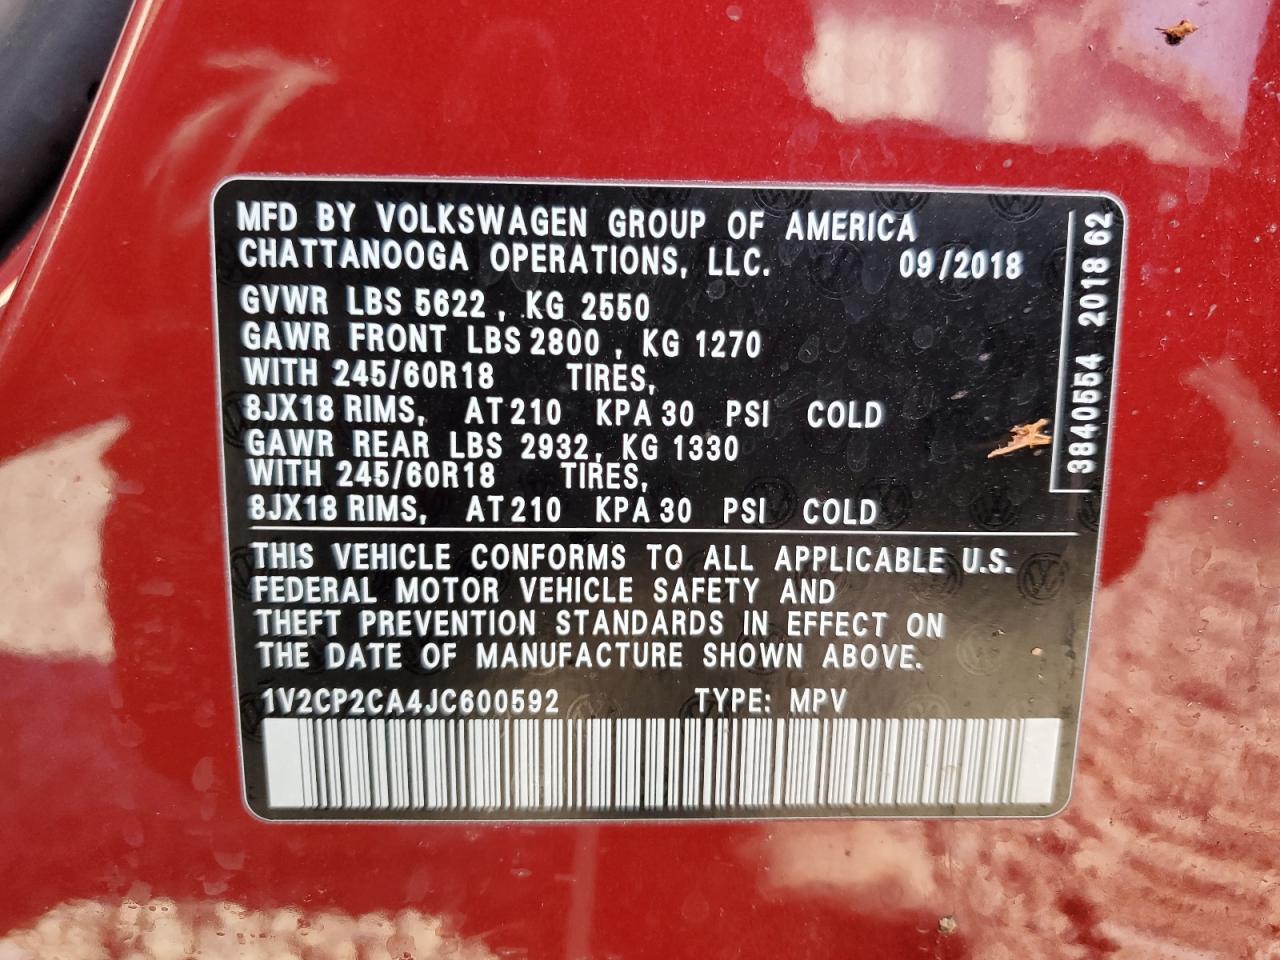 MFD BY VOLKSWAGEN GROUP OF AMERICA
CHATTANOOGA OPERATIONS, LLC. 09/2018
GVWR LBS 5622, KG 2550
GAWR FRONT LBS 2800, KG 1270
WITH 245/60R18 TIRES,
8JX18 RIMS, AT 210 KPA 30 PSI COLD
GAWR REAR LBS 2932, KG 1330
WITH 245/60R18 TIRES,
8JX18 RIMS, AT 210 KPA 30 PSI COLD
THIS VEHICLE CONFORMS TO ALL APPLICABLE U.S.
FEDERAL MOTOR VEHICLE SAFETY AND
THEFT PREVENTION STANDARDS IN EFFECT ON
THE DATE OF MANUFACTURE SHOWN ABOVE.
1V2CP2CA4JC600592 TYPE: MPV
3840554 2018 62